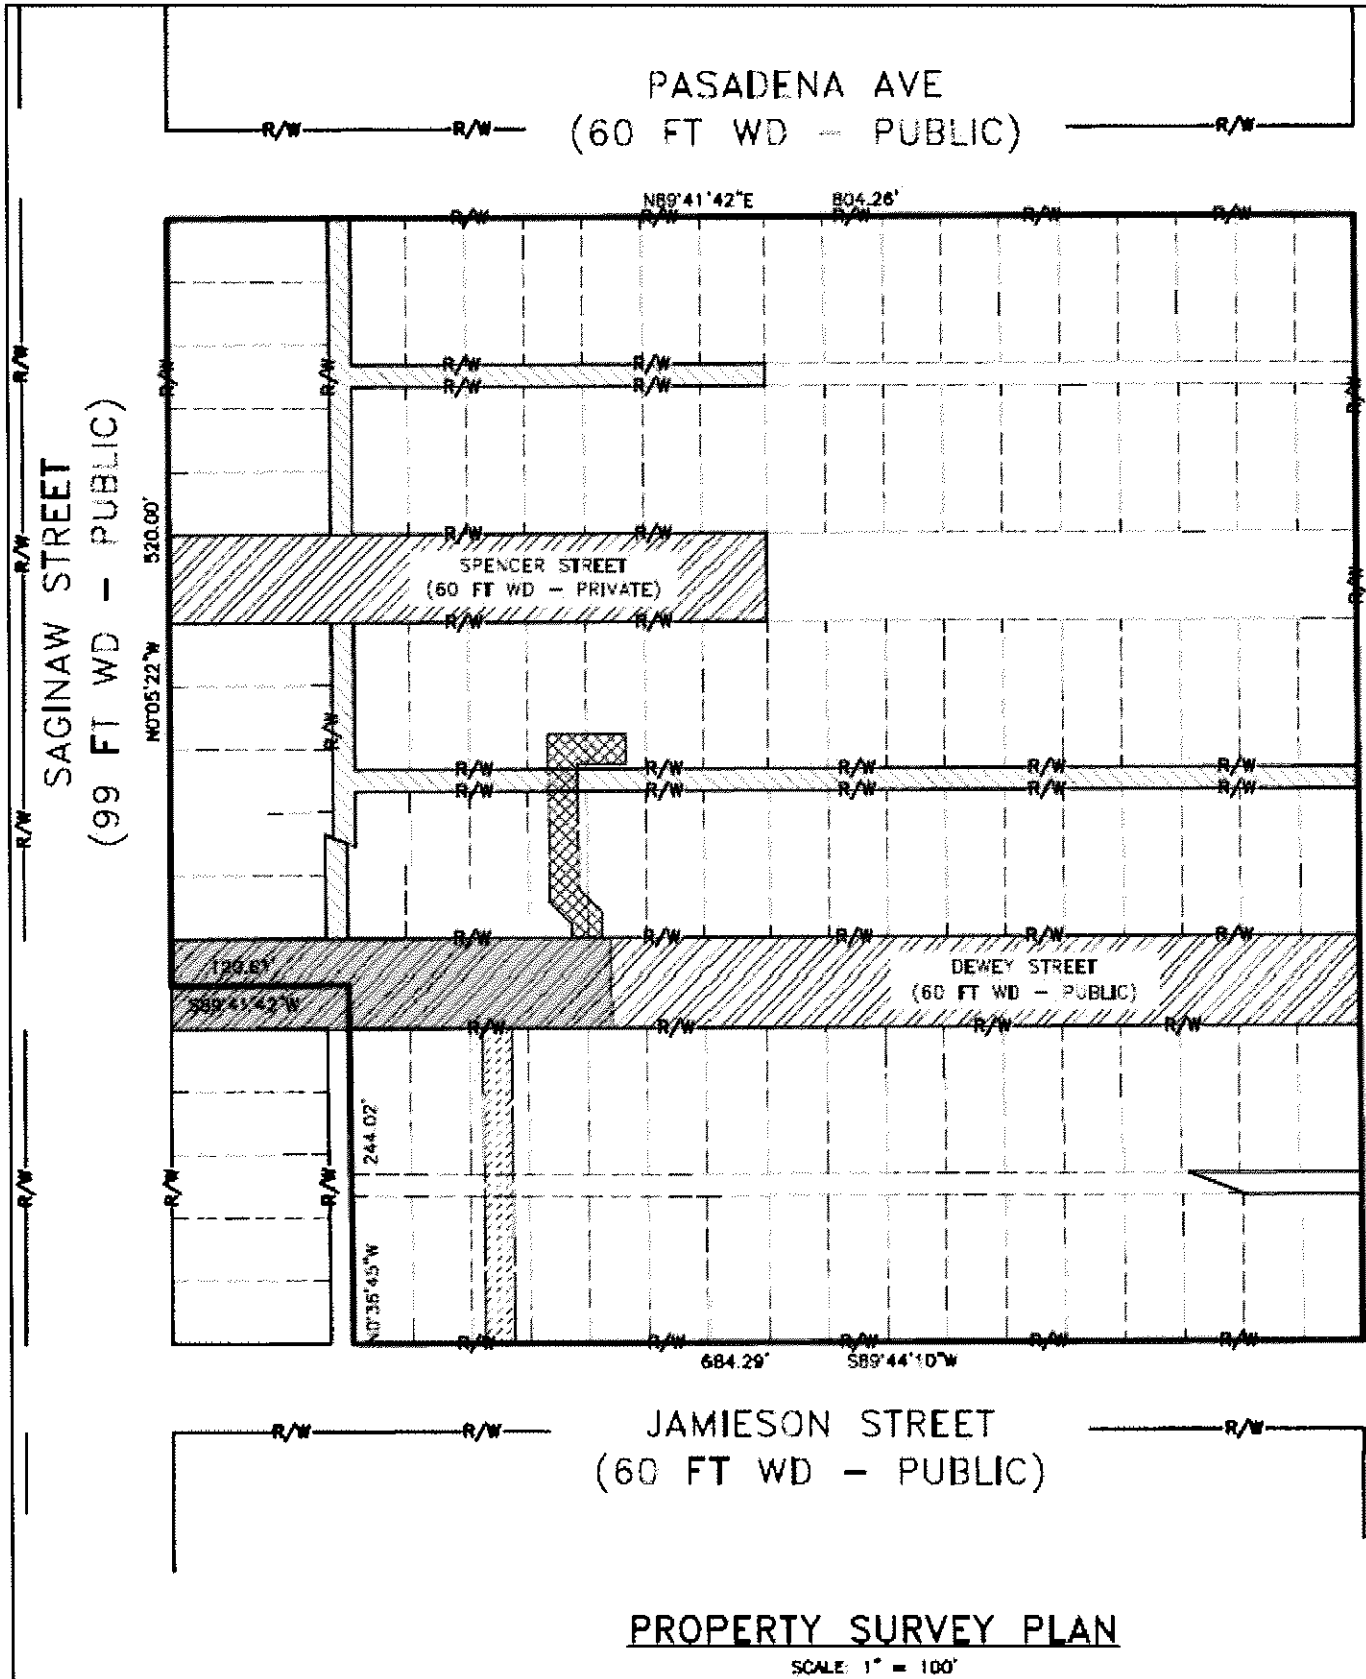 PASADENA AVE
(60 FT WD - PUBLIC)
R/W R/W R/W
N89°41'42"E 804.26'
R/W R/W R/W R/W R/W
R/W R/W
R/W R/W R/W R/W
R/W R/W
SAGINAW STREET
(99 FT WD - PUBLIC)
520.00'
N0°05'22"W
R/W R/W
R/W R/W
SPENCER STREET
(60 FT WD - PRIVATE)
R/W R/W
R/W
R/W R/W R/W R/W R/W
R/W R/W R/W R/W R/W
R/W
R/W R/W R/W R/W R/W
120.61'
S89°41'42"W
DEWEY STREET
(60 FT WD - PUBLIC)
R/W R/W R/W R/W
244.02'
R/W R/W R/W
N0°35'45"W
R/W R/W R/W R/W R/W
684.29' S89°44'10"W
JAMIESON STREET
(60 FT WD - PUBLIC)
R/W R/W R/W
PROPERTY SURVEY PLAN
SCALE: 1" = 100'